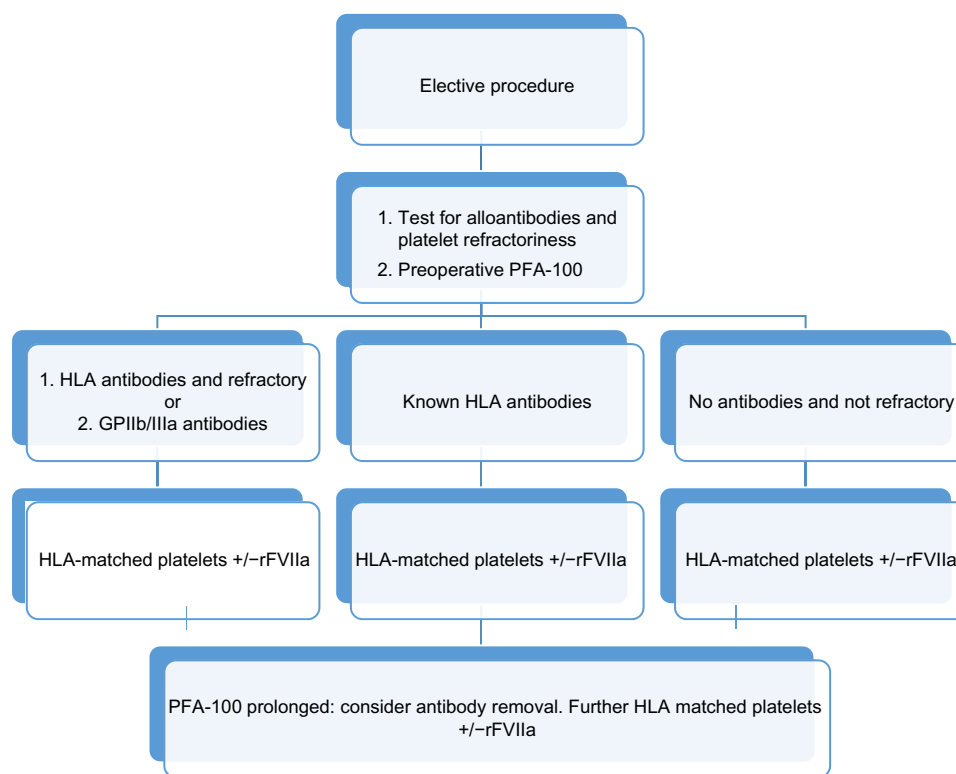 Elective procedure
1. Test for alloantibodies and
platelet refractoriness
2. Preoperative PFA-100
1. HLA antibodies and refractory
or
2. GPIIb/IIIa antibodies
Known HLA antibodies
No antibodies and not refractory
HLA-matched platelets +/−rFVIIa
HLA-matched platelets +/−rFVIIa
HLA-matched platelets +/−rFVIIa
PFA-100 prolonged: consider antibody removal. Further HLA matched platelets
+/−rFVIIa